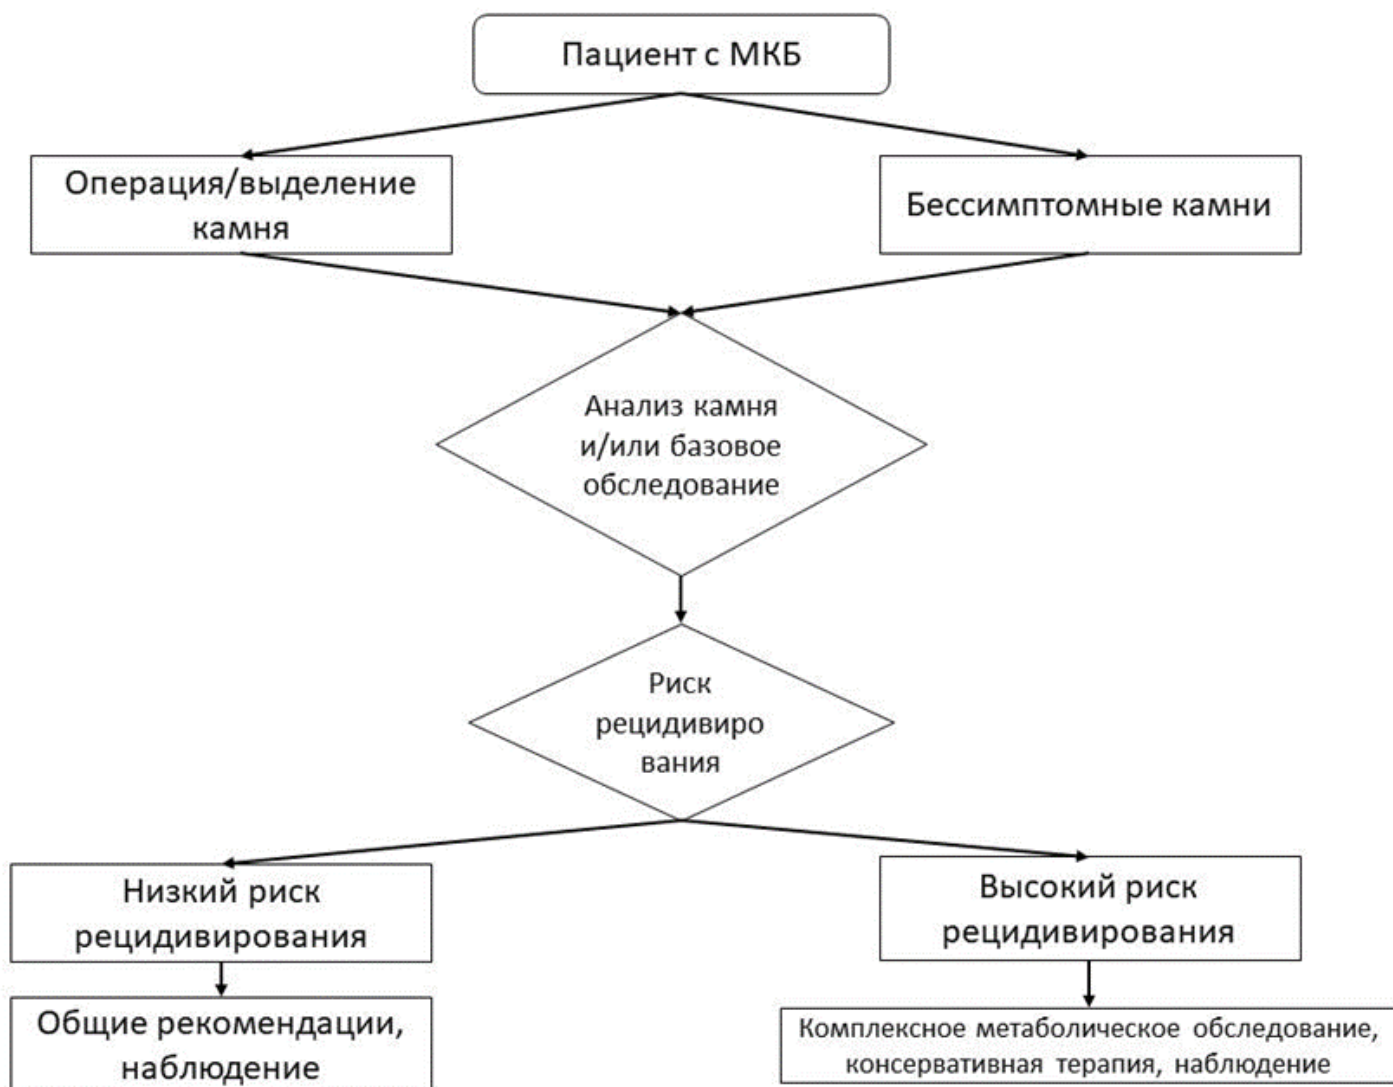 Пациент с МКБ
Операция/выделение
камня
Бессимптомные камни
Анализ камня
и/или базовое
обследование
Риск
рецидивиро
вания
Низкий риск
рецидивирования
Высокий риск
рецидивирования
Общие рекомендации,
наблюдение
Комплексное метаболическое обследование,
консервативная терапия, наблюдение